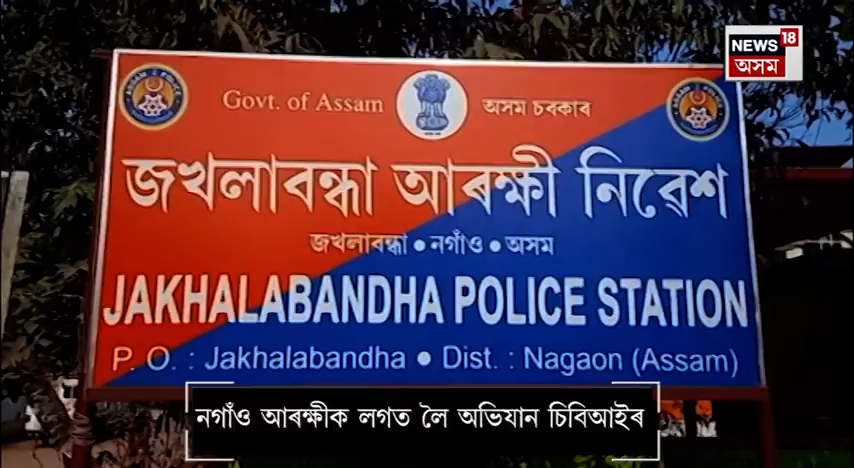 NEWS 18
অসম
Govt. of Assam
অসম চৰকাৰ
জখলাবন্ধা আৰক্ষী নিৱেশ
জখলাবন্ধা ● নগাঁও ● অসম
JAKHALABANDHA POLICE STATION
P. O. : Jakhalabandha ● Dist. : Nagaon (Assam)
নগাঁও আৰক্ষীক লগত লৈ অভিযান চিবিআইৰ